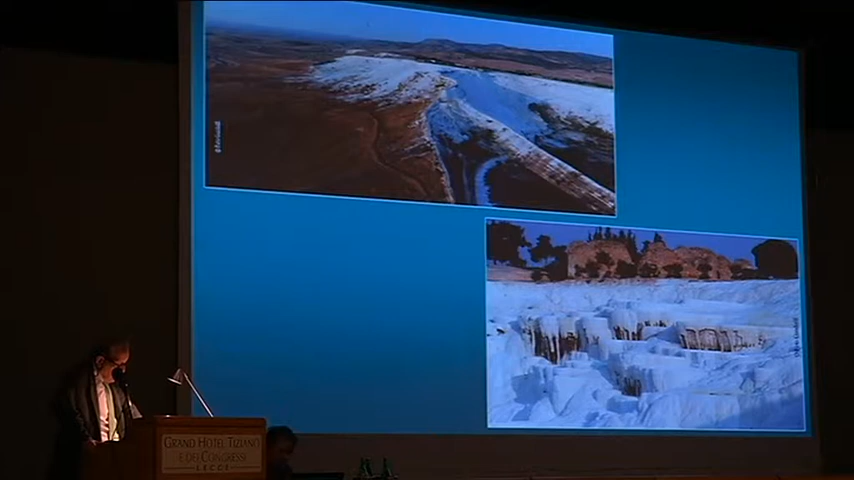 GRAND HOTEL TIZIANO
E DEI CONGRESSI
LECCE